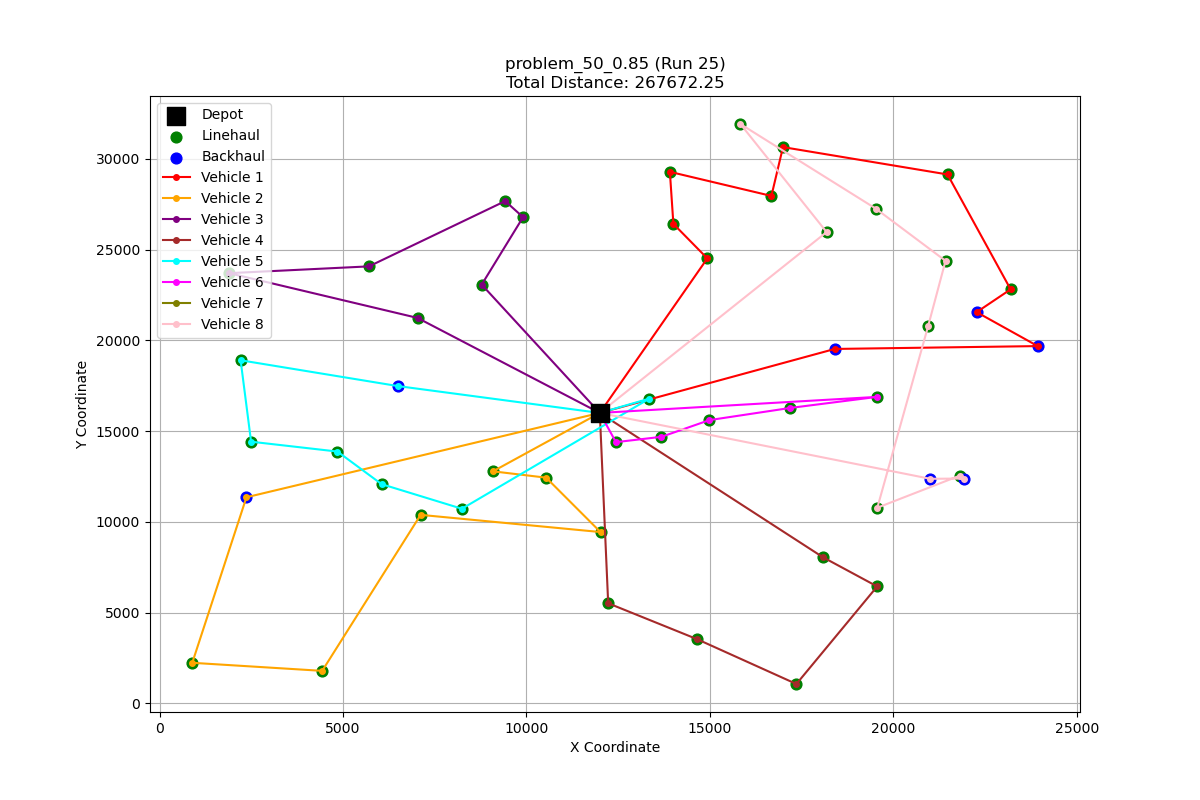 problem_50_0.85 (Run 25)
Total Distance: 267672.25
Depot
Linehaul
Backhaul
Vehicle 1
Vehicle 2
Vehicle 3
Vehicle 4
Vehicle 5
Vehicle 6
Vehicle 7
Vehicle 8
30000
25000
20000
15000
10000
5000
0
Y Coordinate
0 5000 10000 15000 20000 25000
X Coordinate